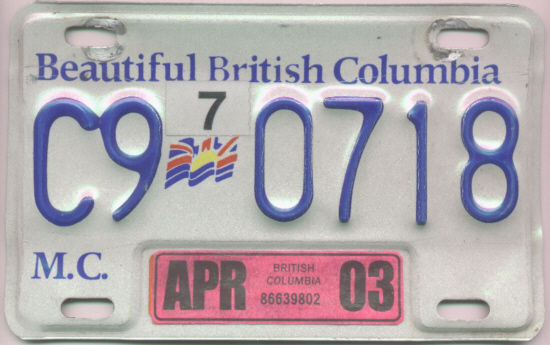 Beautiful British Columbia
7
C9 0718
M.C.
APR BRITISH COLUMBIA 86639802 03